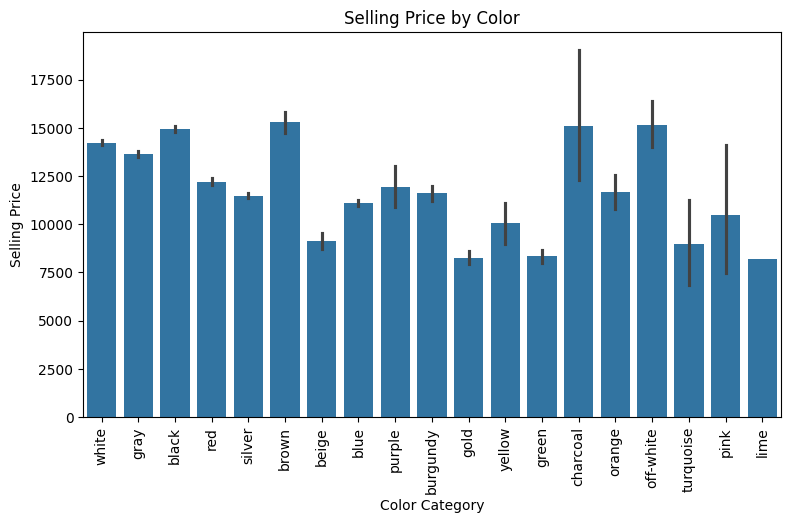 Selling Price by Color
Selling Price
17500
15000
12500
10000
7500
5000
2500
0
white
gray
black
red
silver
brown
beige
blue
purple
burgundy
gold
yellow
green
charcoal
orange
off-white
turquoise
pink
lime
Color Category